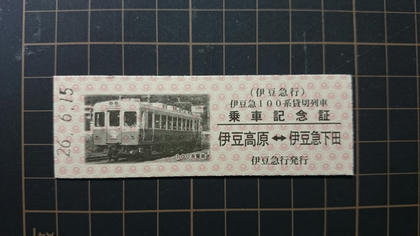 26. 6.15
(伊豆急行)
伊豆急100系貸切列車
乗車記念証
伊豆高原 ↔ 伊豆急下田
伊豆急行発行